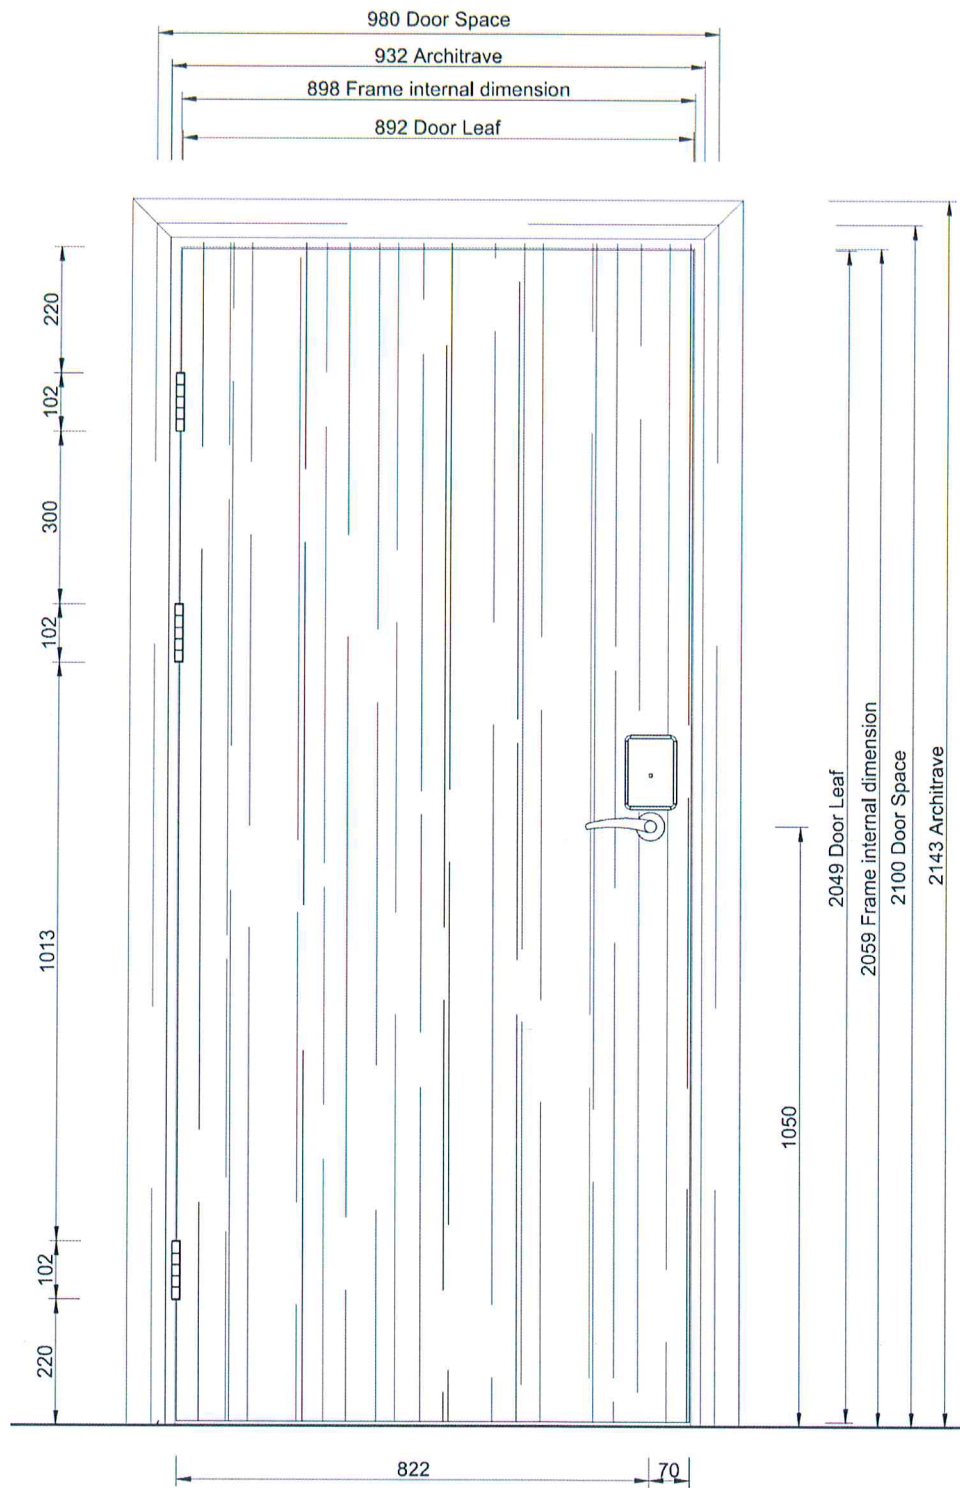 980 Door Space
932 Architrave
898 Frame internal dimension
892 Door Leaf
220
102
300
102
1013
102
220
1050
2049 Door Leaf
2059 Frame internal dimension
2100 Door Space
2143 Architrave
822
70